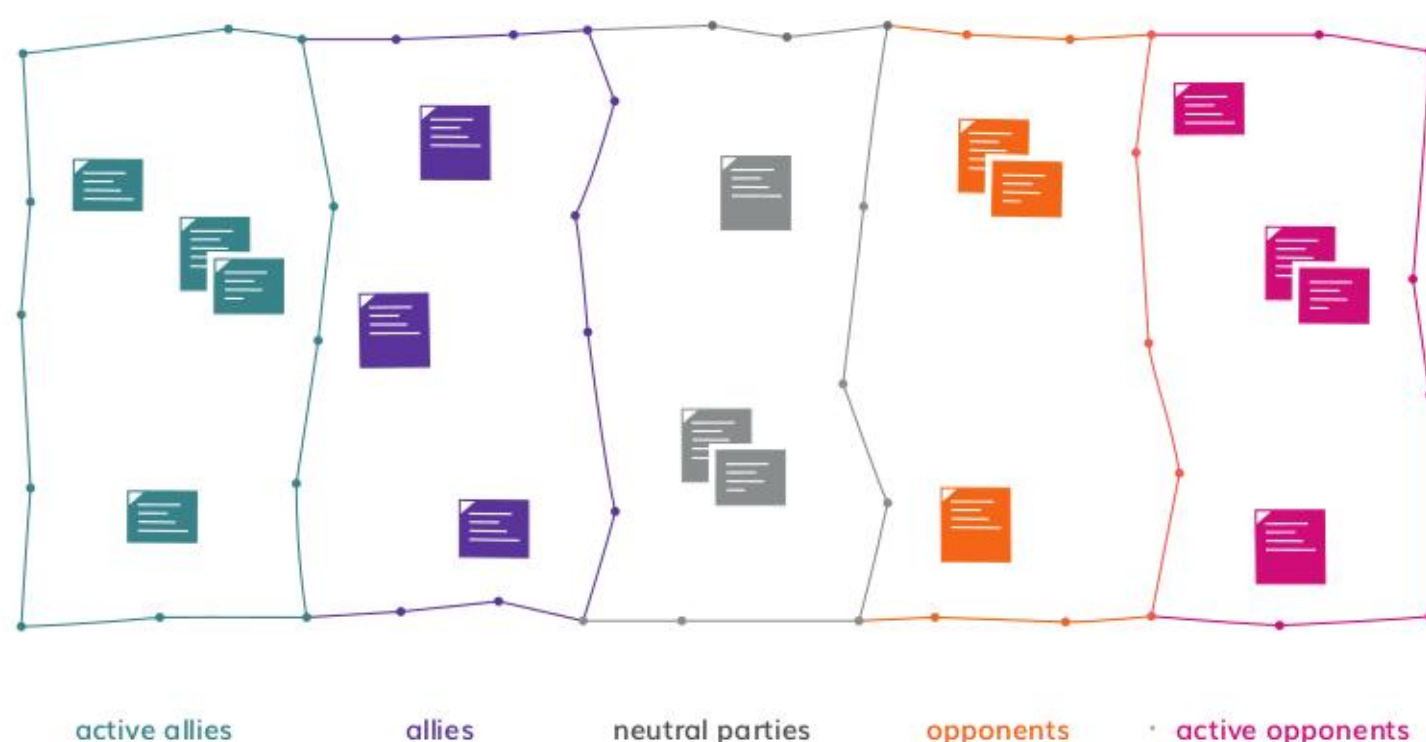 active allies
allies
neutral parties
opponents
active opponents